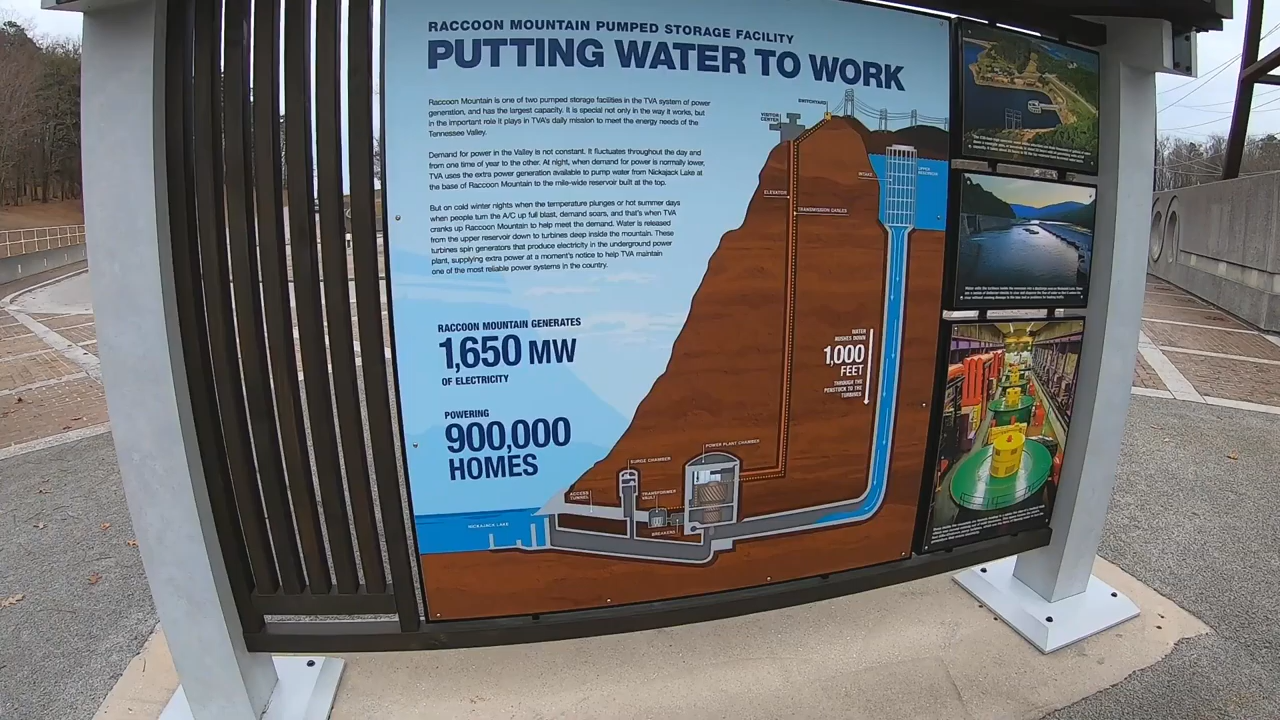 RACCOON MOUNTAIN PUMPED STORAGE FACILITY
PUTTING WATER TO WORK
Raccoon Mountain is one of two pumped storage facilities in the TVA system of power
generation, and has the largest capacity. It is special not only in the way it works, but
in the important role it plays in TVA's daily mission to meet the energy needs of the
Tennessee Valley.
Demand for power in the Valley is not constant. It fluctuates throughout the day and
from one time of year to the other. At night, when demand for power is normally lower,
TVA uses the extra power generation available to pump water from Nickajack Lake at
the base of Raccoon Mountain to the mile-wide reservoir built at the top.
But on cold winter nights when the temperature plunges or hot summer days
when people turn the A/C up full blast, demand soars, and that's when TVA
cranks up Raccoon Mountain to help meet the demand. Water is released
from the upper reservoir down to turbines deep inside the mountain. These
turbines spin generators that produce electricity in the underground power
plant, supplying extra power at a moment's notice to help TVA maintain
one of the most reliable power systems in the country.
RACCOON MOUNTAIN GENERATES
1,650 MW
OF ELECTRICITY
POWERING
900,000
HOMES
SWITCHYARD
VISITOR
CENTER
INTAKE
UPPER
RESERVOIR
ELEVATOR
TRANSMISSION CABLES
WATER
RUSHES DOWN
1,000
FEET
THROUGH THE
PENSTOCK TO THE
TURBINES
POWER PLANT CHAMBER
SURGE CHAMBER
ACCESS
TUNNEL
TRANSFORMER
VAULT
BREAKERS
NICKAJACK LAKE